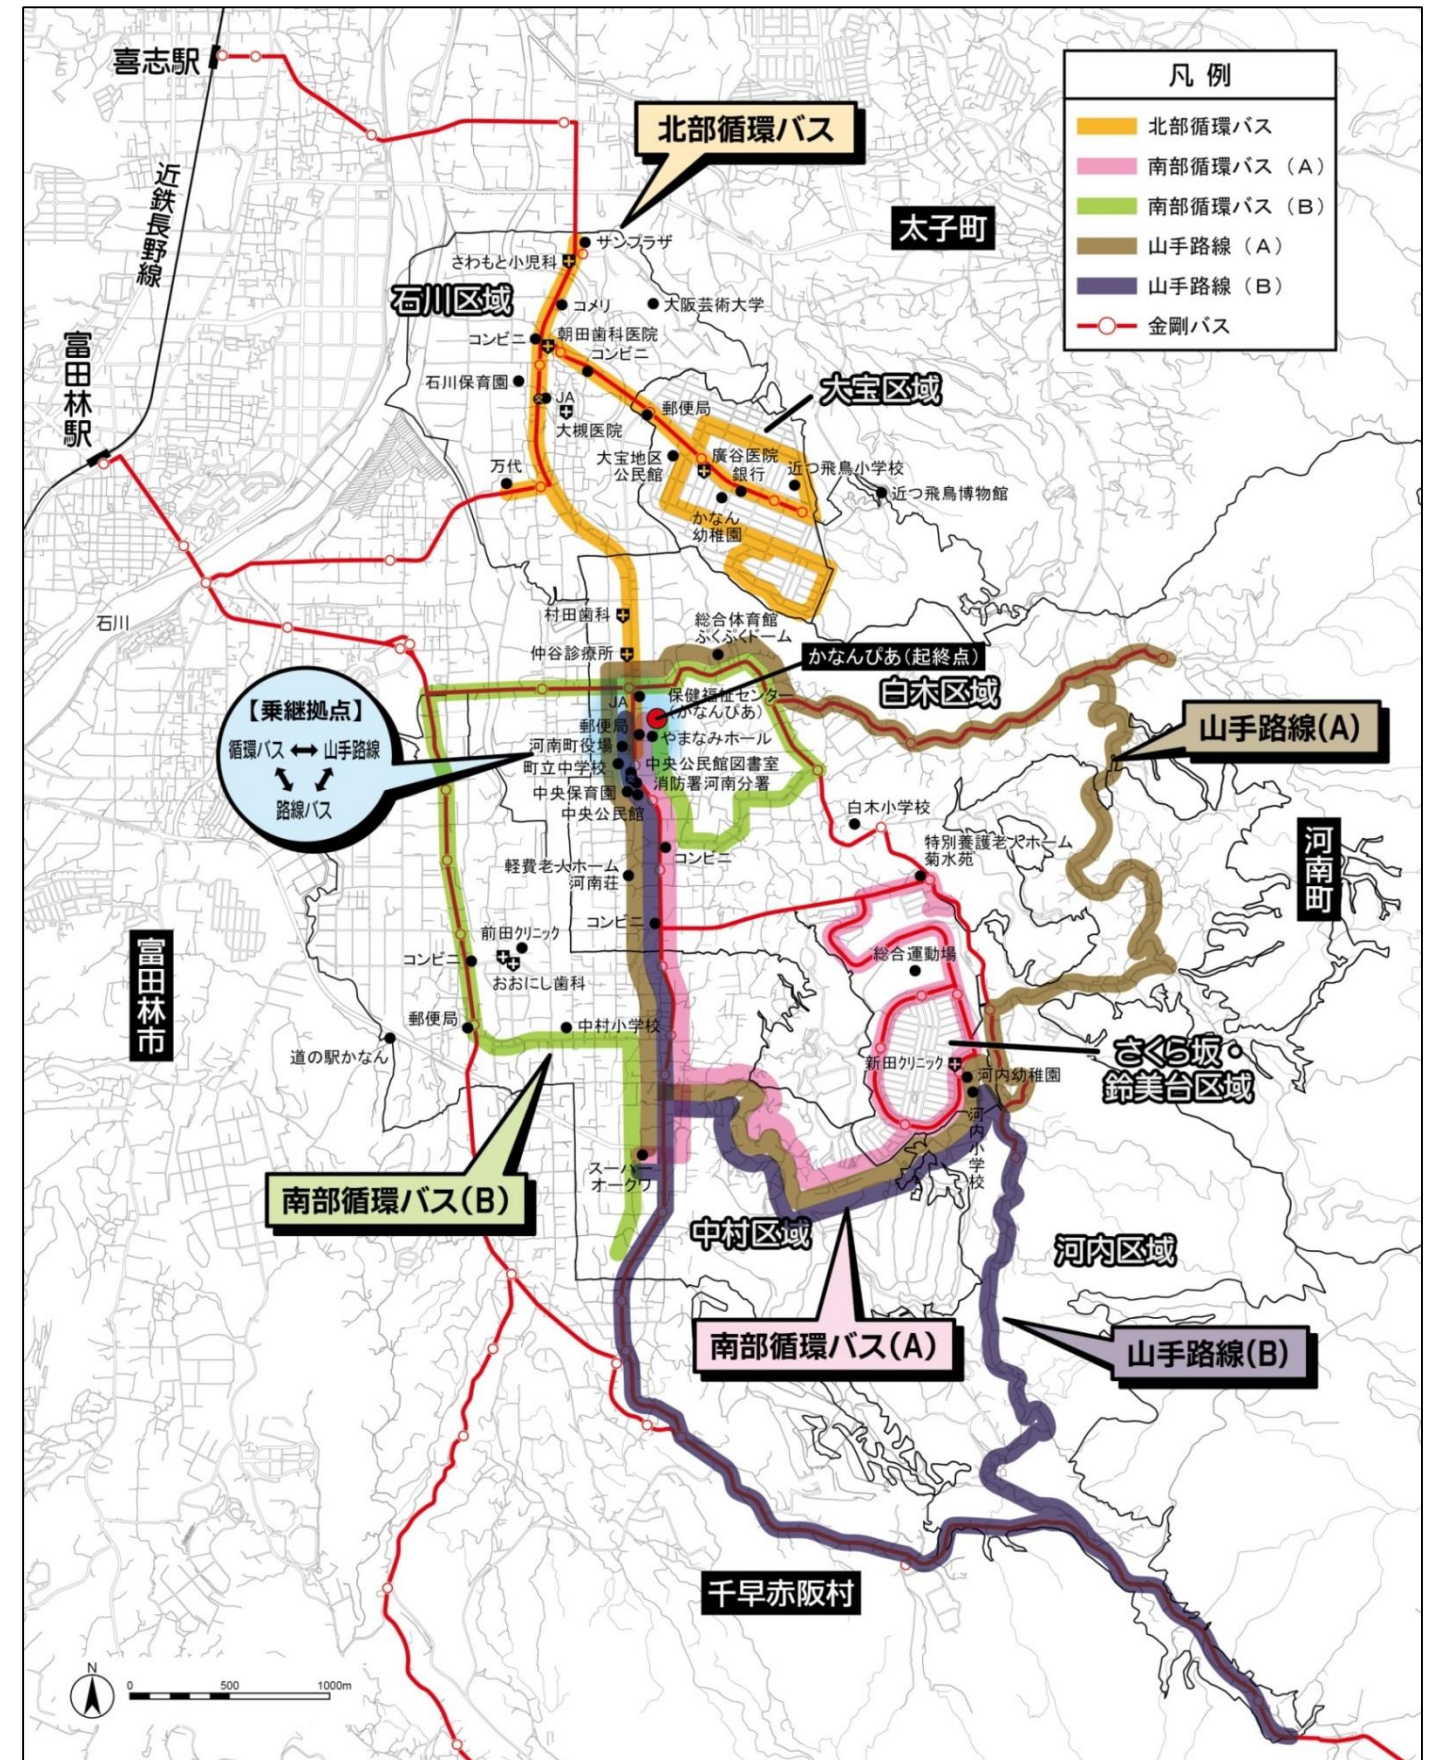 喜志駅
近鉄長野線
富田林駅
北部循環バス
太子町
凡例
北部循環バス
南部循環バス（A）
南部循環バス（B）
山手路線（A）
山手路線（B）
金剛バス
サンプラザ
さわもと小児科
石川区域
コメリ
大阪芸術大学
コンビニ
朝田歯科医院
コンビニ
石川保育園
JA
大槻医院
大宝区域
郵便局
万代
大宝地区
公民館
廣谷医院
銀行
近つ飛鳥小学校
近つ飛鳥博物館
かなん
幼稚園
石川
村田歯科
仲谷診療所
総合体育館
ぷくぷくドーム
かなんぴあ（起終点）
白木区域
【乗継拠点】
循環バス
山手路線
路線バス
JA
保健福祉センター
（かなんぴあ）
郵便局
やまなみホール
河南町役場
町立中学校
中央公民館図書室
消防署河南分署
中央保育園
中央公民館
山手路線(A)
白木小学校
特別養護老人ホーム
菊水苑
河南町
コンビニ
軽費老人ホーム
河南荘
コンビニ
前田クリニック
コンビニ
おおにし歯科
総合運動場
富田林市
郵便局
中村小学校
道の駅かなん
新田クリニック
河内幼稚園
河内小学校
さくら坂・
鈴美台区域
スーパー
オークワ
南部循環バス(B)
中村区域
河内区域
南部循環バス(A)
山手路線(B)
千早赤阪村
N
0
500
1000m